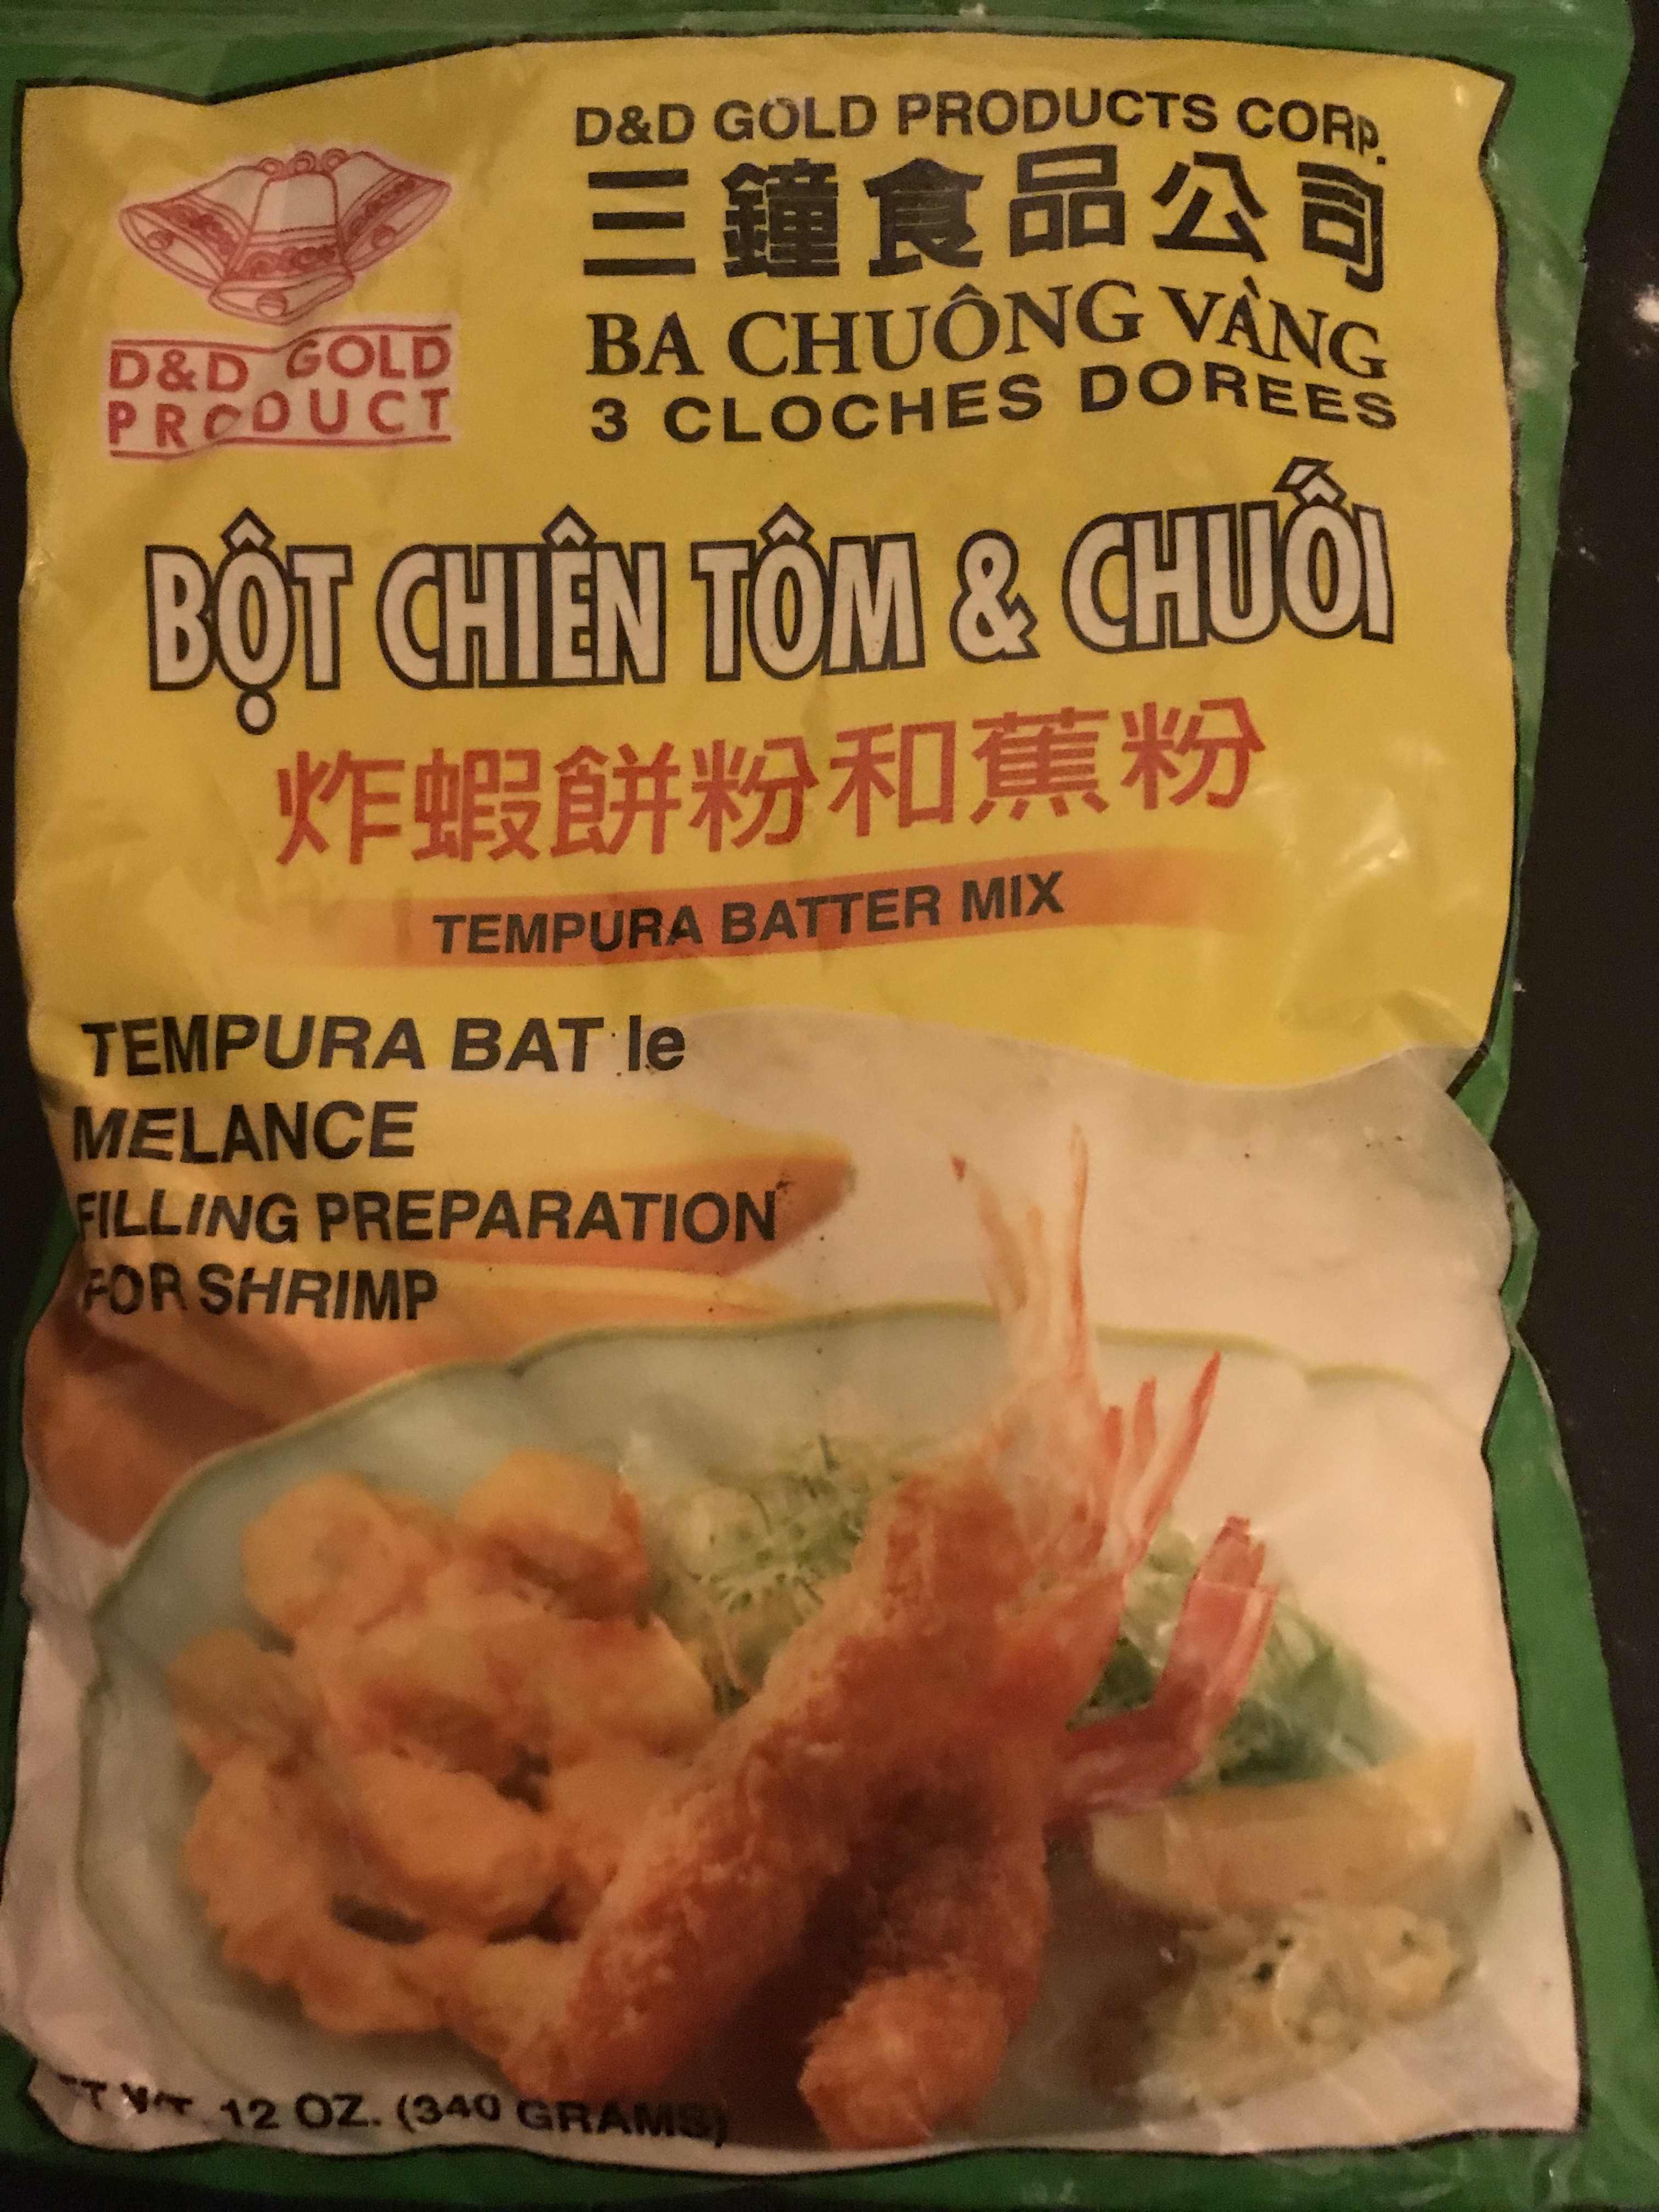 D&D GOLD
PRODUCT
D&D GOLD PRODUCTS CORP.
三鐘食品公司
BA CHUÔNG VÀNG
3 CLOCHES DOREES
BỘT CHIÊN TÔM & CHUỐI
炸蝦餅粉和蕉粉
TEMPURA BATTER MIX
TEMPURA BAT le
MELANCE
FILLING PREPARATION
FOR SHRIMP
WT. 12 OZ. (340 GRAMS)